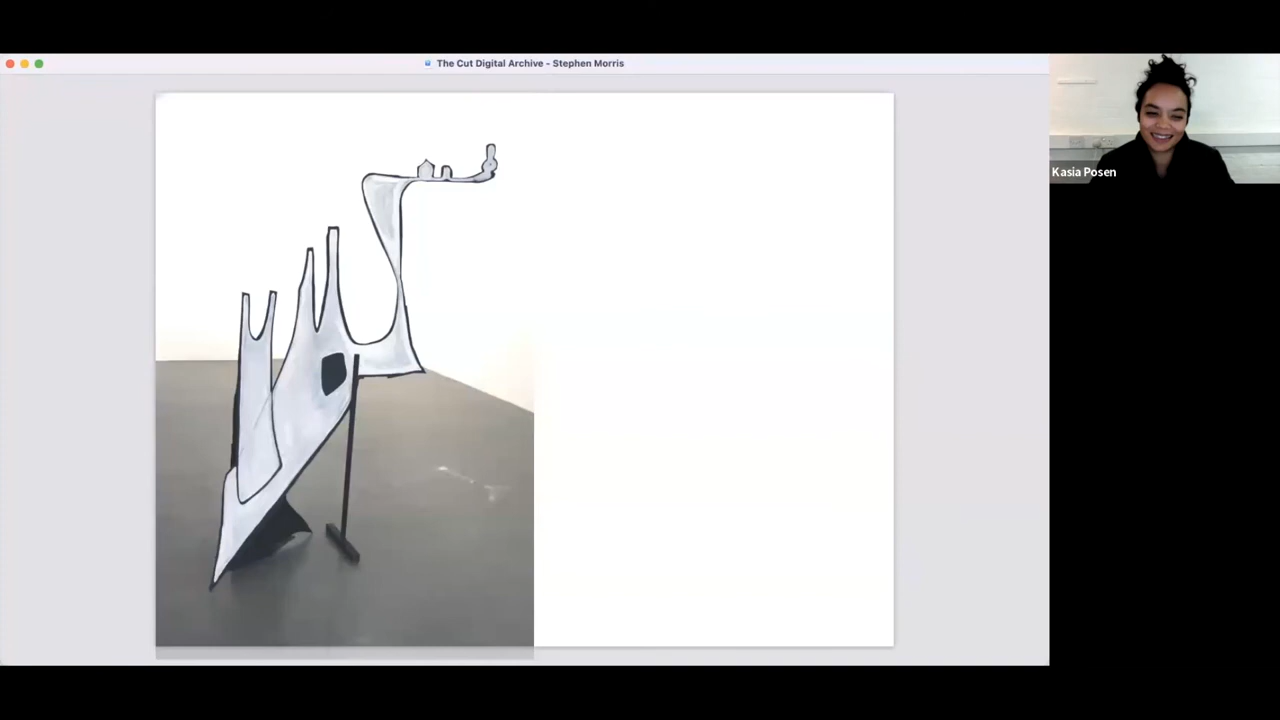 The Cut Digital Archive - Stephen Morris
Kasia Posen